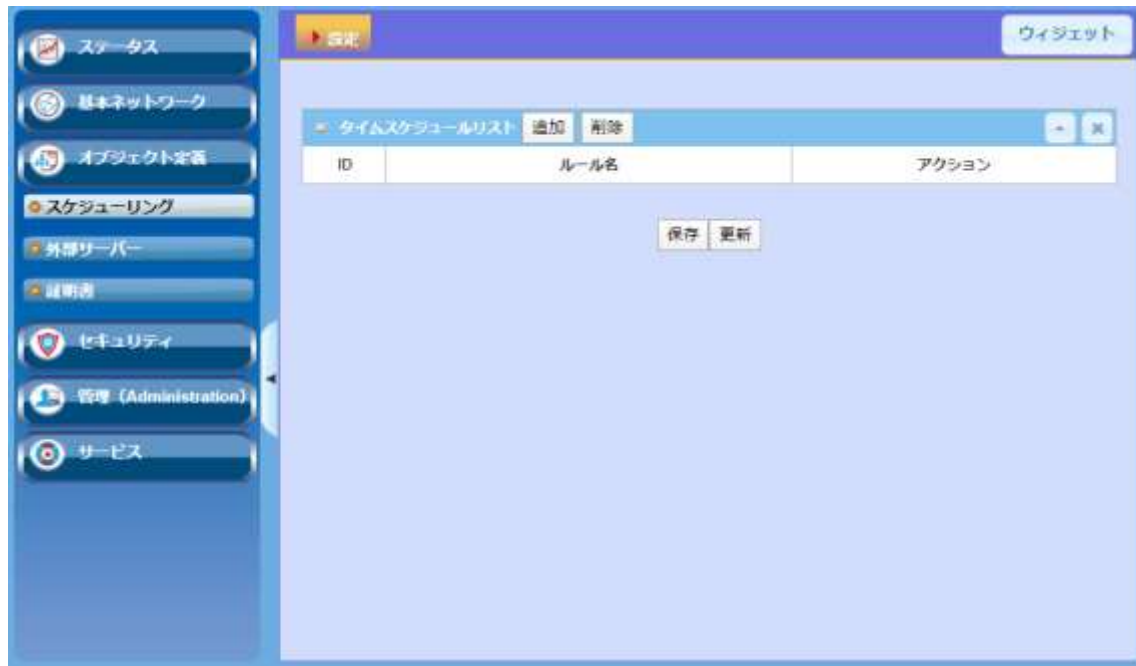 ステータス
基本ネットワーク
オブジェクト定義
スケジューリング
外部サーバー
証明書
セキュリティ
管理（Administration）
サービス
設定
ウィジェット
タイムスケジュールリスト 追加 削除
ID ルール名 アクション
保存 更新